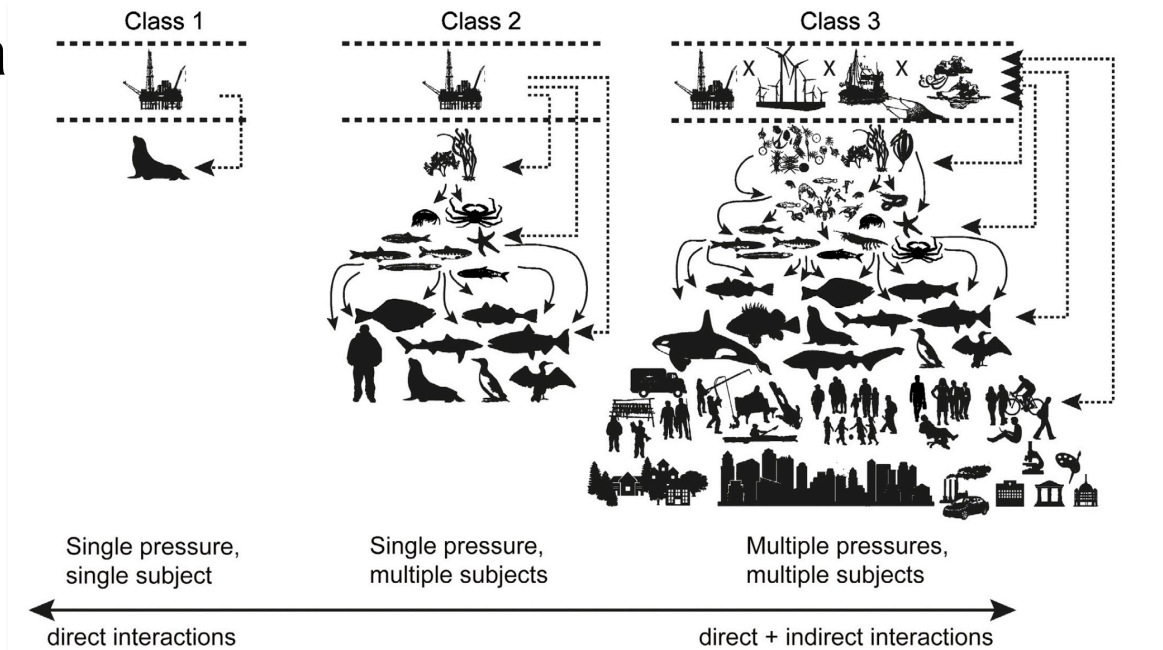 Class 1
Class 2
Class 3
X
X
X
Single pressure,
single subject
Single pressure,
multiple subjects
Multiple pressures,
multiple subjects
direct interactions
direct + indirect interactions